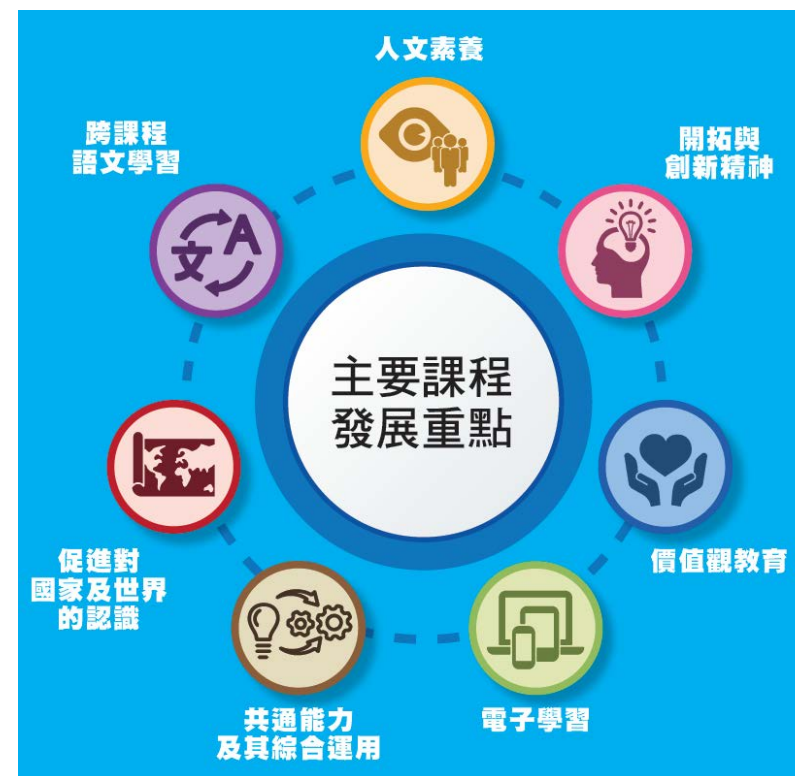 人文素養
開拓與
創新精神
價值觀教育
電子學習
共通能力
及其綜合運用
促進對
國家及世界
的認識
跨課程
語文學習
文 A
主要課程
發展重點